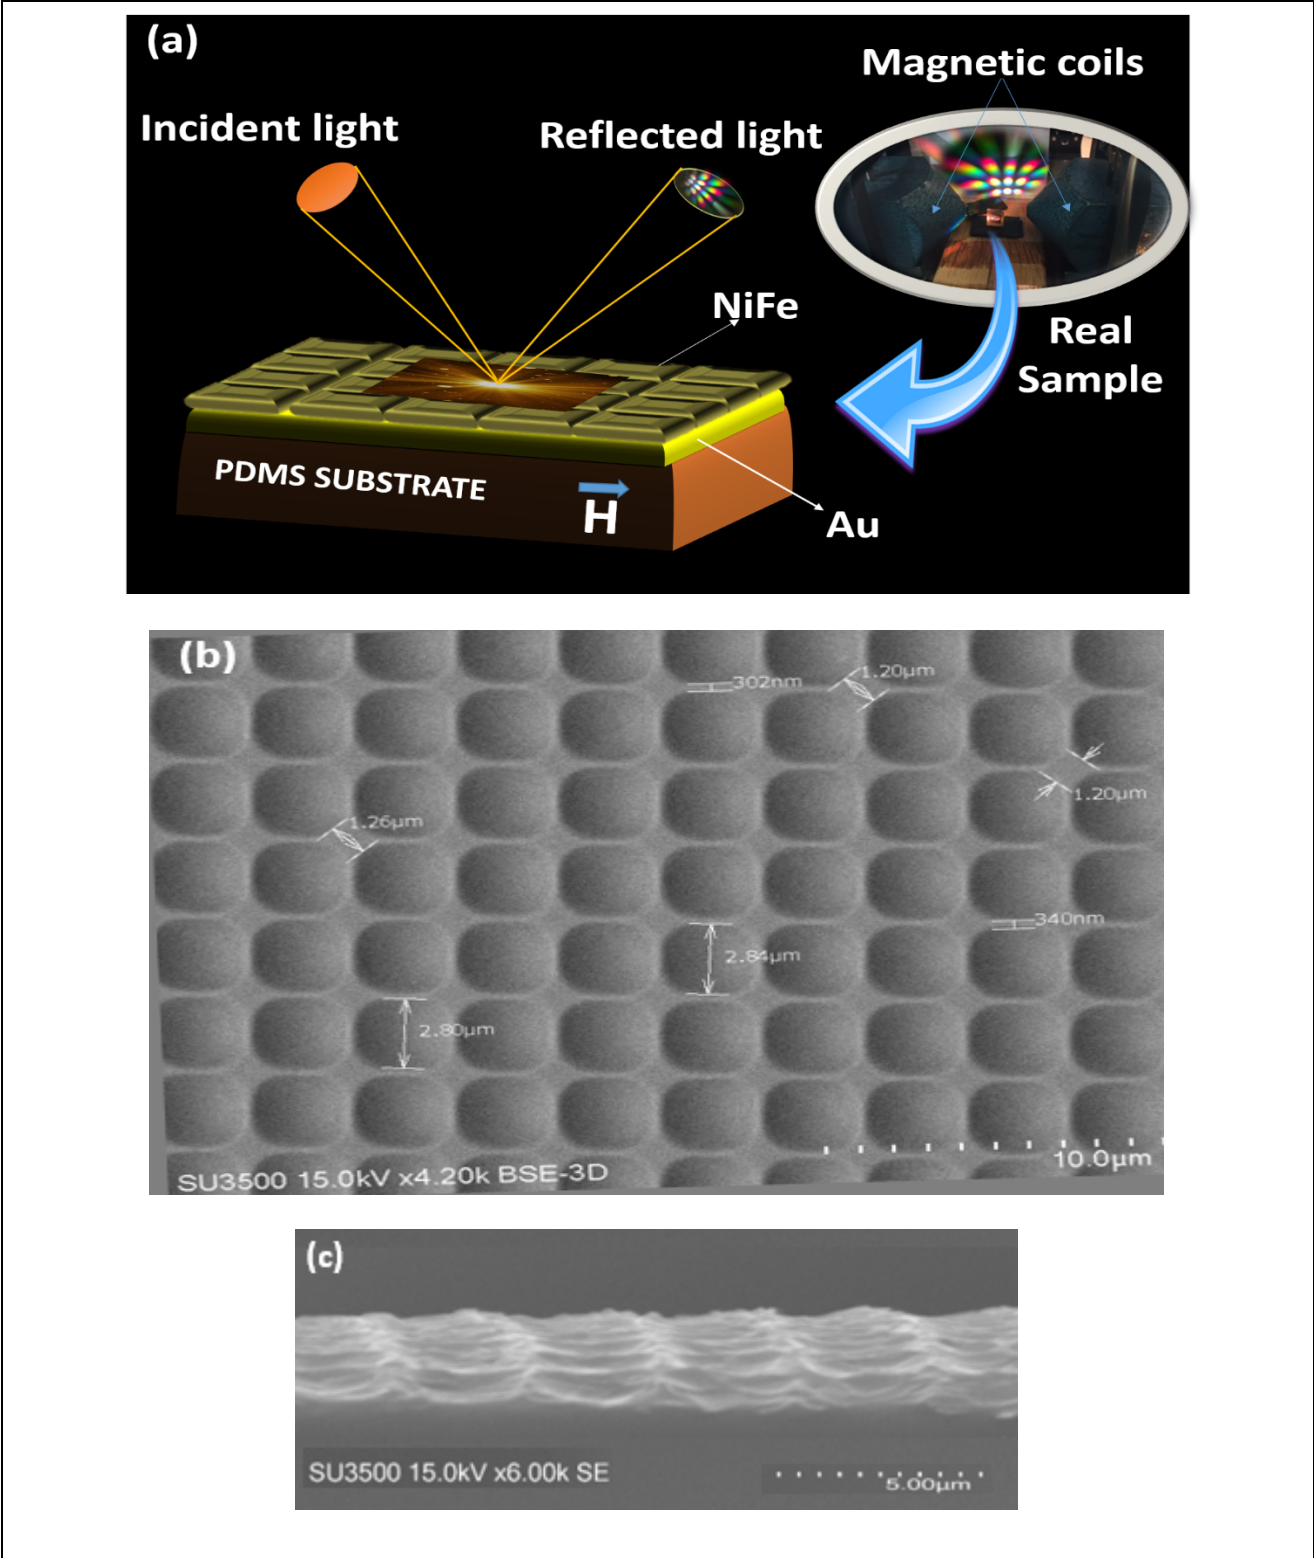 (a)
Magnetic coils
Incident light
Reflected light
NiFe
Real
Sample
PDMS SUBSTRATE
H
Au
(b)
302nm
1.20µm
1.20µm
1.26µm
340nm
2.84µm
2.80µm
10.0µm
SU3500 15.0kV x4.20k BSE-3D
(c)
SU3500 15.0kV x6.00k SE
5.00µm